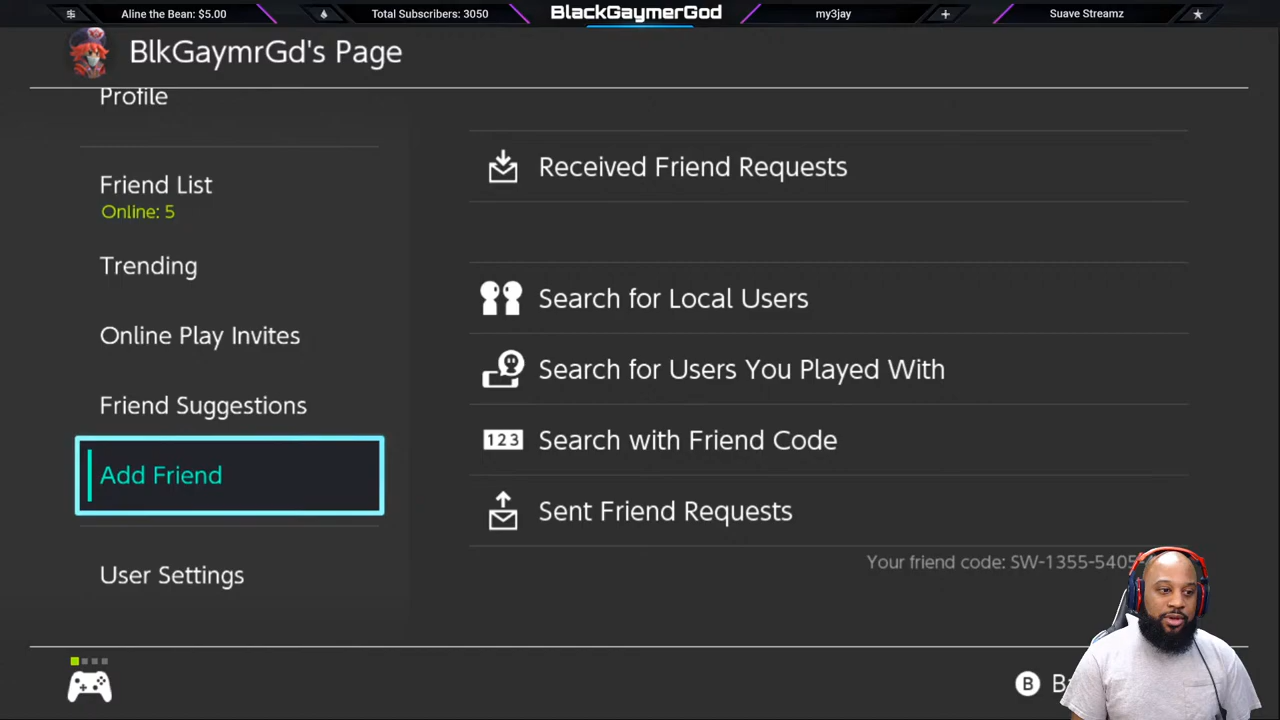 Aline the Bean: $5.00
Total Subscribers: 3050
BlackGaymerGod
my3jay
Suave Streamz
BlkGaymrGd's Page
Profile
Friend List
Online: 5
Trending
Online Play Invites
Friend Suggestions
Add Friend
User Settings
Received Friend Requests
Search for Local Users
Search for Users You Played With
123 Search with Friend Code
Sent Friend Requests
Your friend code: SW-1355-5405
B